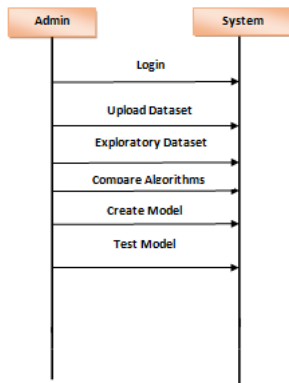 Admin
System
Login
Upload Dataset
Exploratory Dataset
Compare Algorithms
Create Model
Test Model